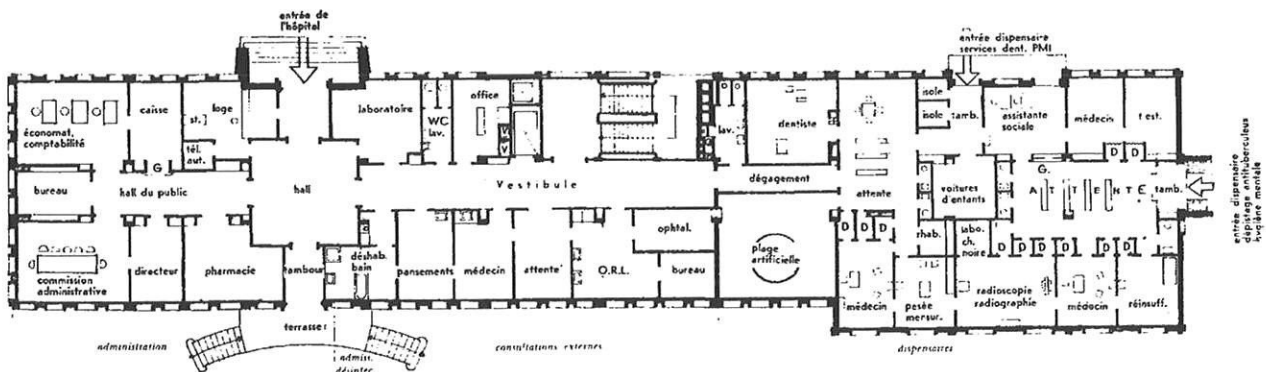 entrée de
l'hôpital
entrée dispensaire
services dent. PMI
économat,
comptabilité
caisse
loge
st.
tél.
aut.
laboratoire
WC
lav.
office
V
V
lav.
dentiste
isole
isole
tamb.
assistante
sociale
médecin
test.
D D
bureau
hall du public
G
hall
Vestibule
dégagement
attente
voitures
d'enfants
G.
ATTENTE
tamb.
entrée dispensaire
dépistage antituberculeux
hygiène mentale
commission
administrative
directeur
pharmacie
tambour
déshab.
bain
pansements
médecin
attente
O.R.L.
ophtal.
bureau
plage
artificielle
D D D
rhab.
labo.
ch.
noire
D D D D D D
médecin
pesée
mensur.
radioscopie
radiographie
médecin
réinsuff.
terrasse
administration
admiss.
désinfec.
consultations externes
dispensaires